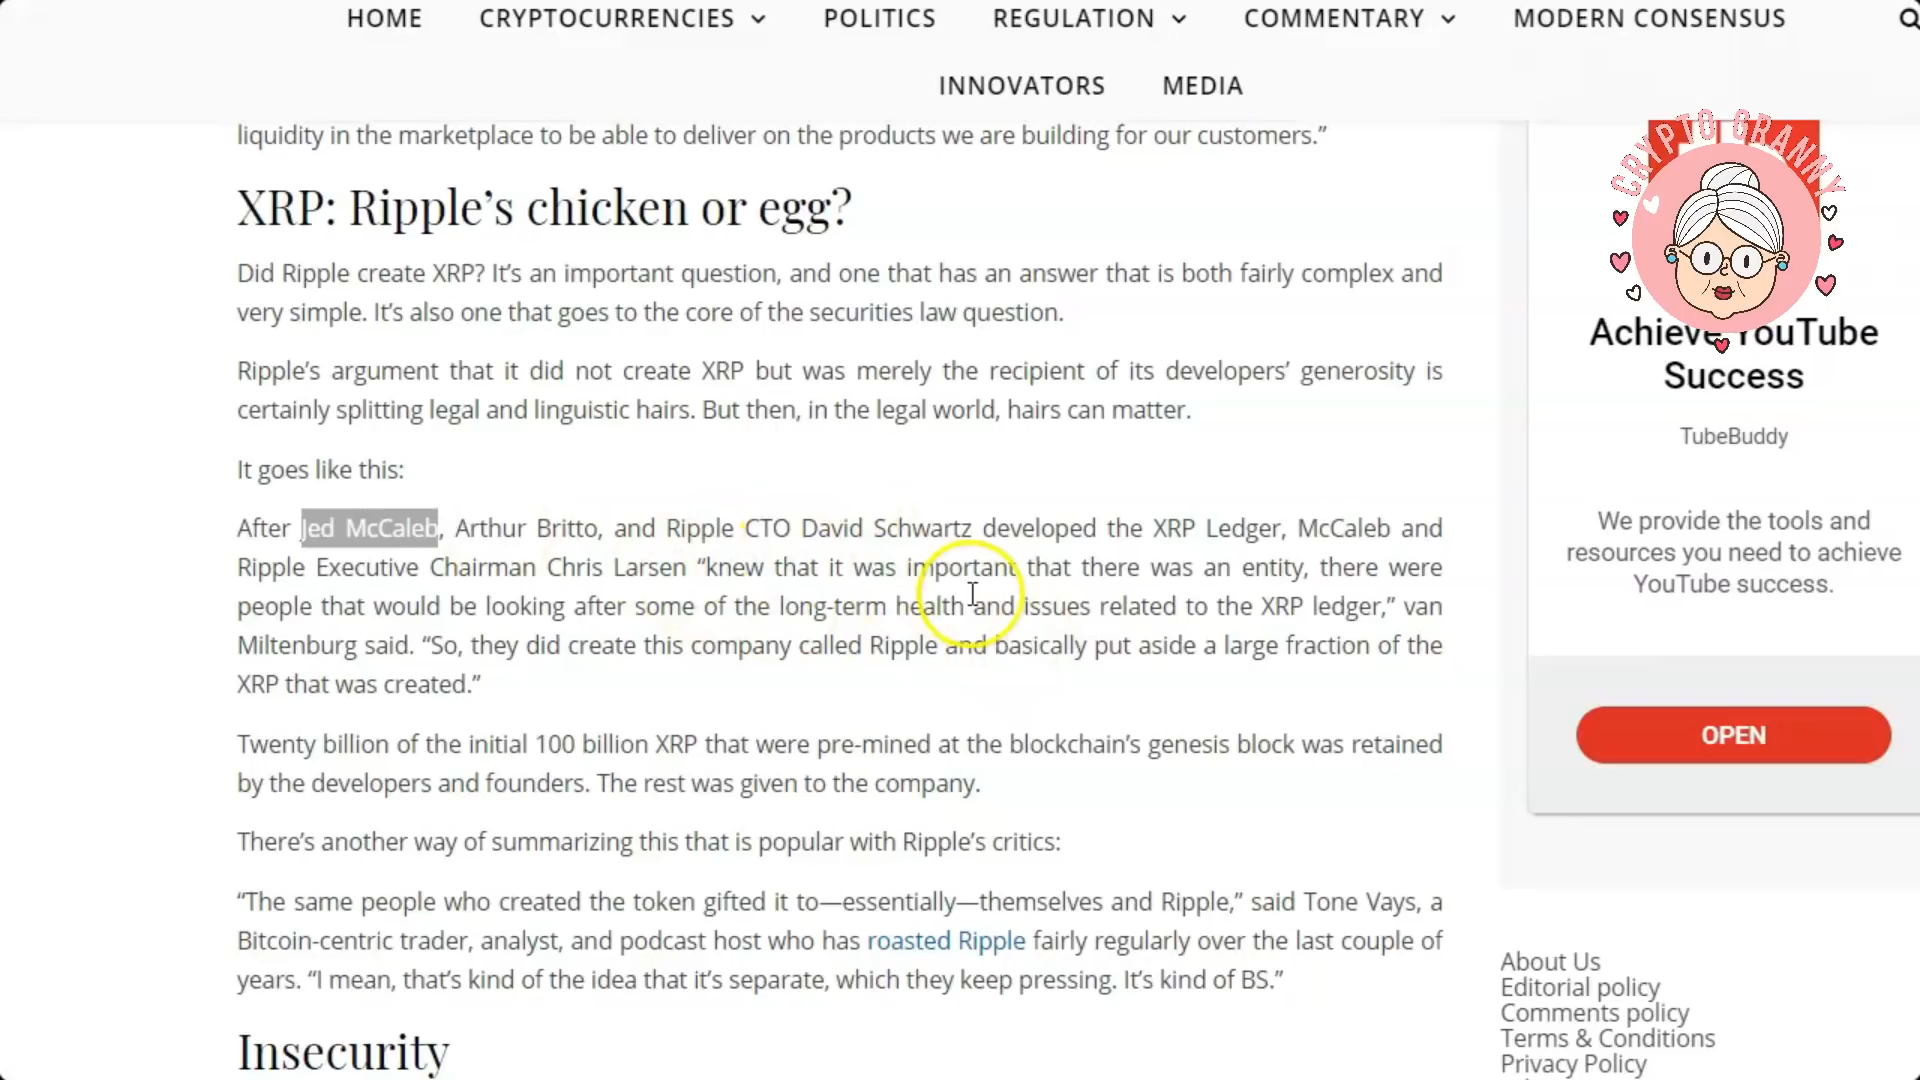 HOME CRYPTOCURRENCIES POLITICS REGULATION COMMENTARY MODERN CONSENSUS
INNOVATORS MEDIA
liquidity in the marketplace to be able to deliver on the products we are building for our customers.”
XRP: Ripple’s chicken or egg?
Did Ripple create XRP? It’s an important question, and one that has an answer that is both fairly complex and
very simple. It’s also one that goes to the core of the securities law question.
Ripple’s argument that it did not create XRP but was merely the recipient of its developers’ generosity is
certainly splitting legal and linguistic hairs. But then, in the legal world, hairs can matter.
It goes like this:
After Jed McCaleb, Arthur Britto, and Ripple CTO David Schwartz developed the XRP Ledger, McCaleb and
Ripple Executive Chairman Chris Larsen “knew that it was important that there was an entity, there were
people that would be looking after some of the long-term health and issues related to the XRP ledger,” van
Miltenburg said. “So, they did create this company called Ripple and basically put aside a large fraction of the
XRP that was created.”
Twenty billion of the initial 100 billion XRP that were pre-mined at the blockchain’s genesis block was retained
by the developers and founders. The rest was given to the company.
There’s another way of summarizing this that is popular with Ripple’s critics:
“The same people who created the token gifted it to—essentially—themselves and Ripple,” said Tone Vays, a
Bitcoin-centric trader, analyst, and podcast host who has roasted Ripple fairly regularly over the last couple of
years. “I mean, that’s kind of the idea that it’s separate, which they keep pressing. It’s kind of BS.”
Insecurity
CRYPTO GRANNY
Achieve YouTube
Success
TubeBuddy
We provide the tools and
resources you need to achieve
YouTube success.
OPEN
About Us
Editorial policy
Comments policy
Terms & Conditions
Privacy Policy